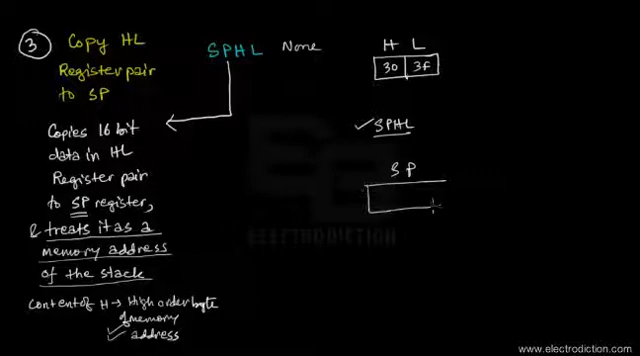 3 Copy HL
Register pair
to SP
SPHL None
Copies 16 bit
data in HL
Register pair
to SP register,
& treats it as a
memory address
of the stack
content of H → High order byte
of memory
address
H L
30 3F
SPHL
SP
ELECTRODICTION
www.electrodiction.com